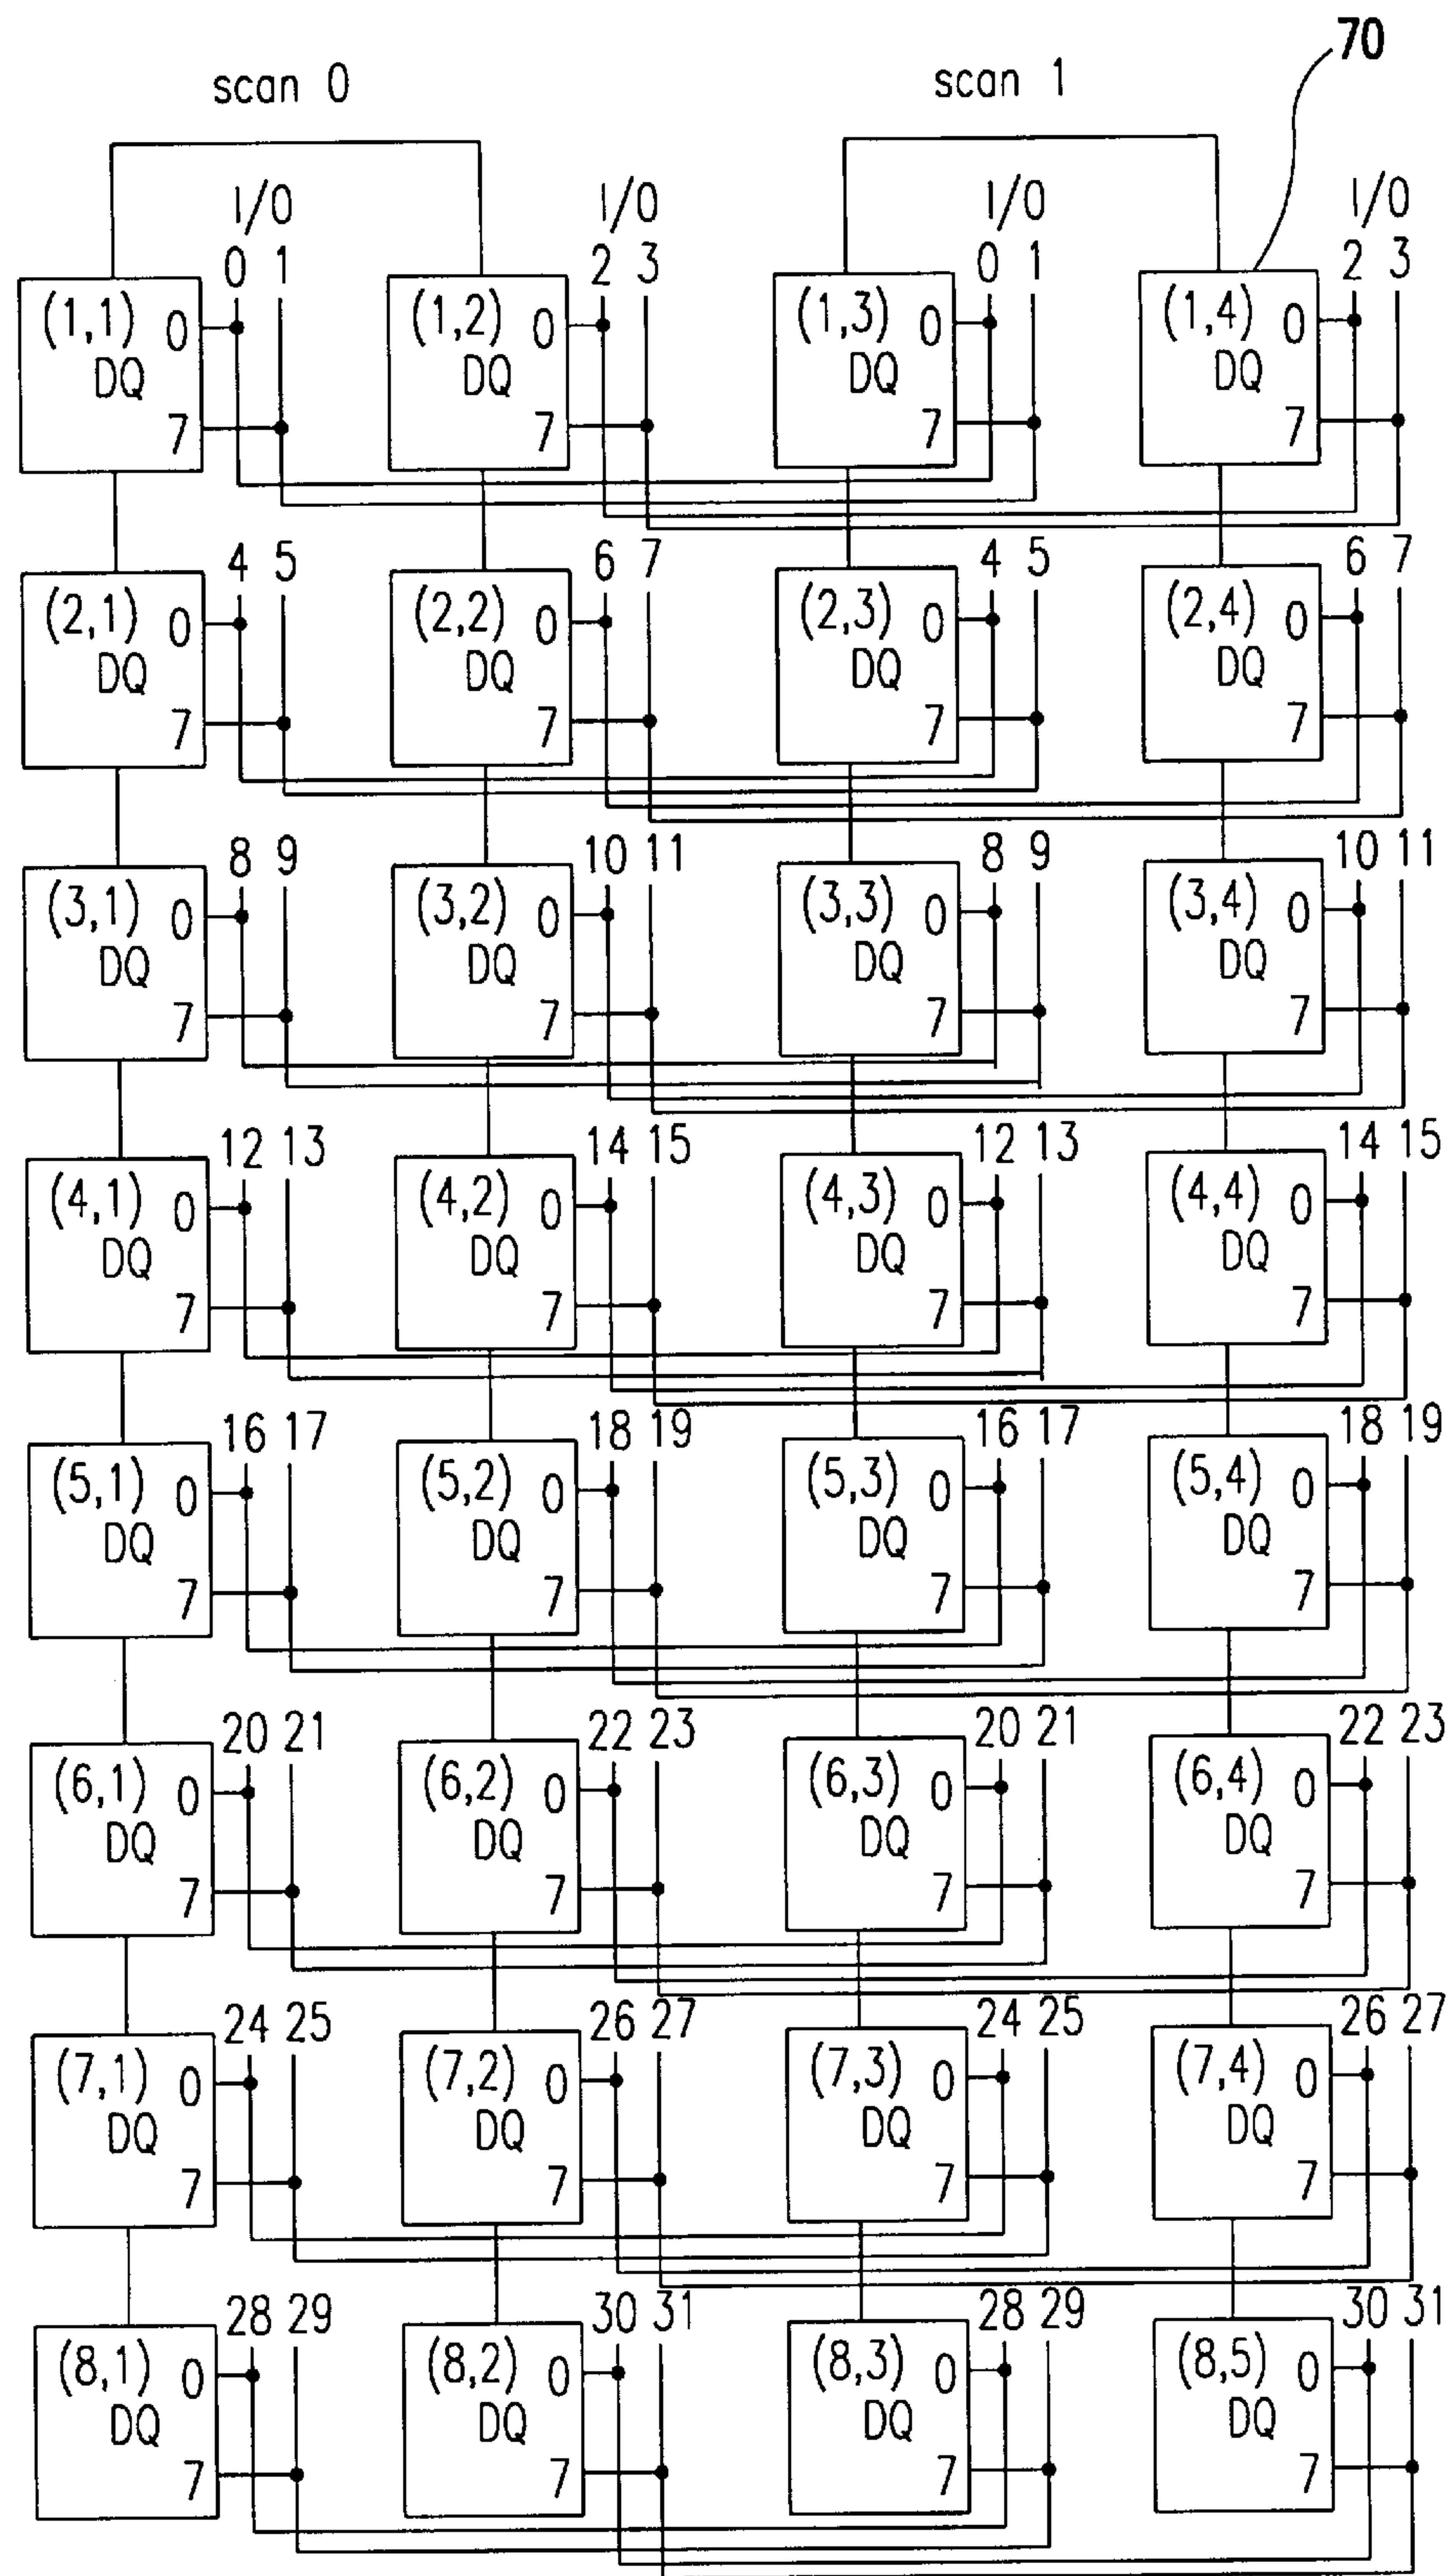 70
scan 0 scan 1
I/O I/O I/O I/O
0 1 2 3 0 1 2 3
(1,1) 0 (1,2) 0 (1,3) 0 (1,4) 0
DQ DQ DQ DQ
7 7 7 7
4 5 6 7 4 5 6 7
(2,1) 0 (2,2) 0 (2,3) 0 (2,4) 0
DQ DQ DQ DQ
7 7 7 7
8 9 10 11 8 9 10 11
(3,1) 0 (3,2) 0 (3,3) 0 (3,4) 0
DQ DQ DQ DQ
7 7 7 7
12 13 14 15 12 13 14 15
(4,1) 0 (4,2) 0 (4,3) 0 (4,4) 0
DQ DQ DQ DQ
7 7 7 7
16 17 18 19 16 17 18 19
(5,1) 0 (5,2) 0 (5,3) 0 (5,4) 0
DQ DQ DQ DQ
7 7 7 7
20 21 22 23 20 21 22 23
(6,1) 0 (6,2) 0 (6,3) 0 (6,4) 0
DQ DQ DQ DQ
7 7 7 7
24 25 26 27 24 25 26 27
(7,1) 0 (7,2) 0 (7,3) 0 (7,4) 0
DQ DQ DQ DQ
7 7 7 7
28 29 30 31 28 29 30 31
(8,1) 0 (8,2) 0 (8,3) 0 (8,5) 0
DQ DQ DQ DQ
7 7 7 7